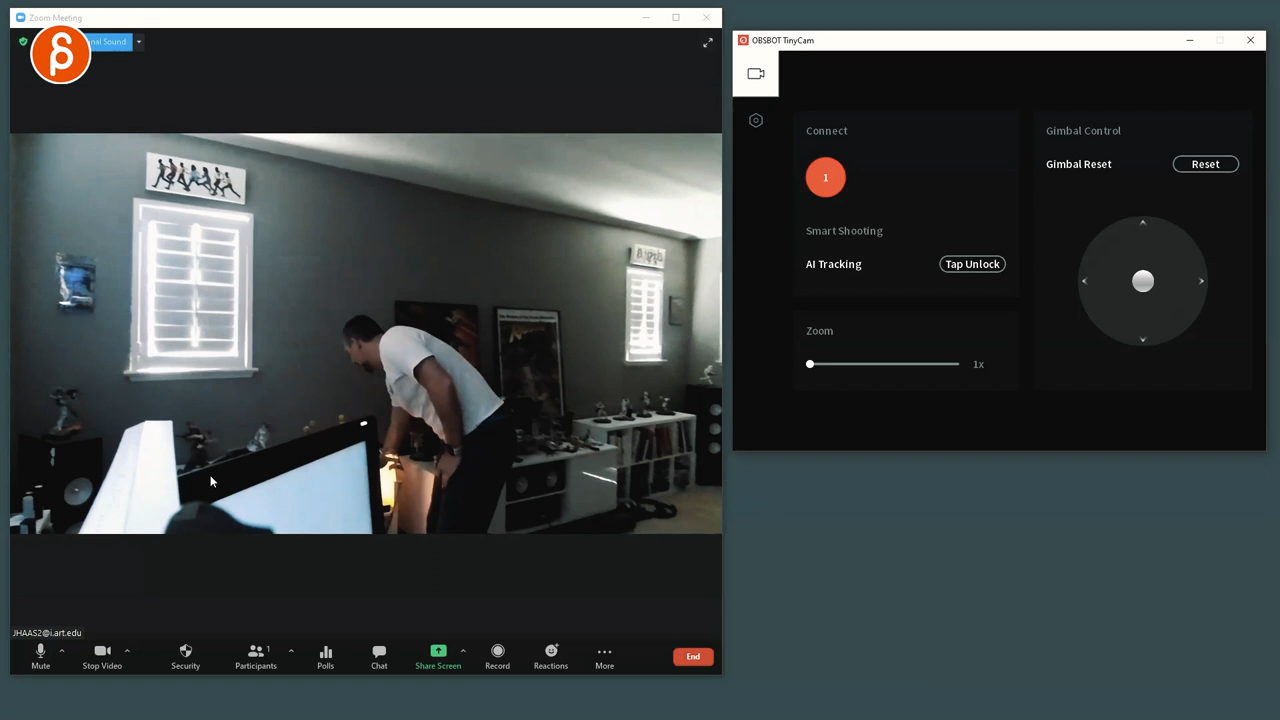 Zoom Meeting
nal Sound
JHAAS2@i.art.edu
Mute
Stop Video
Security
Participants
1
Polls
Chat
Share Screen
Record
Reactions
More
End
OBSBOT TinyCam
Connect
1
Smart Shooting
AI Tracking
Tap Unlock
Zoom
1x
Gimbal Control
Gimbal Reset
Reset